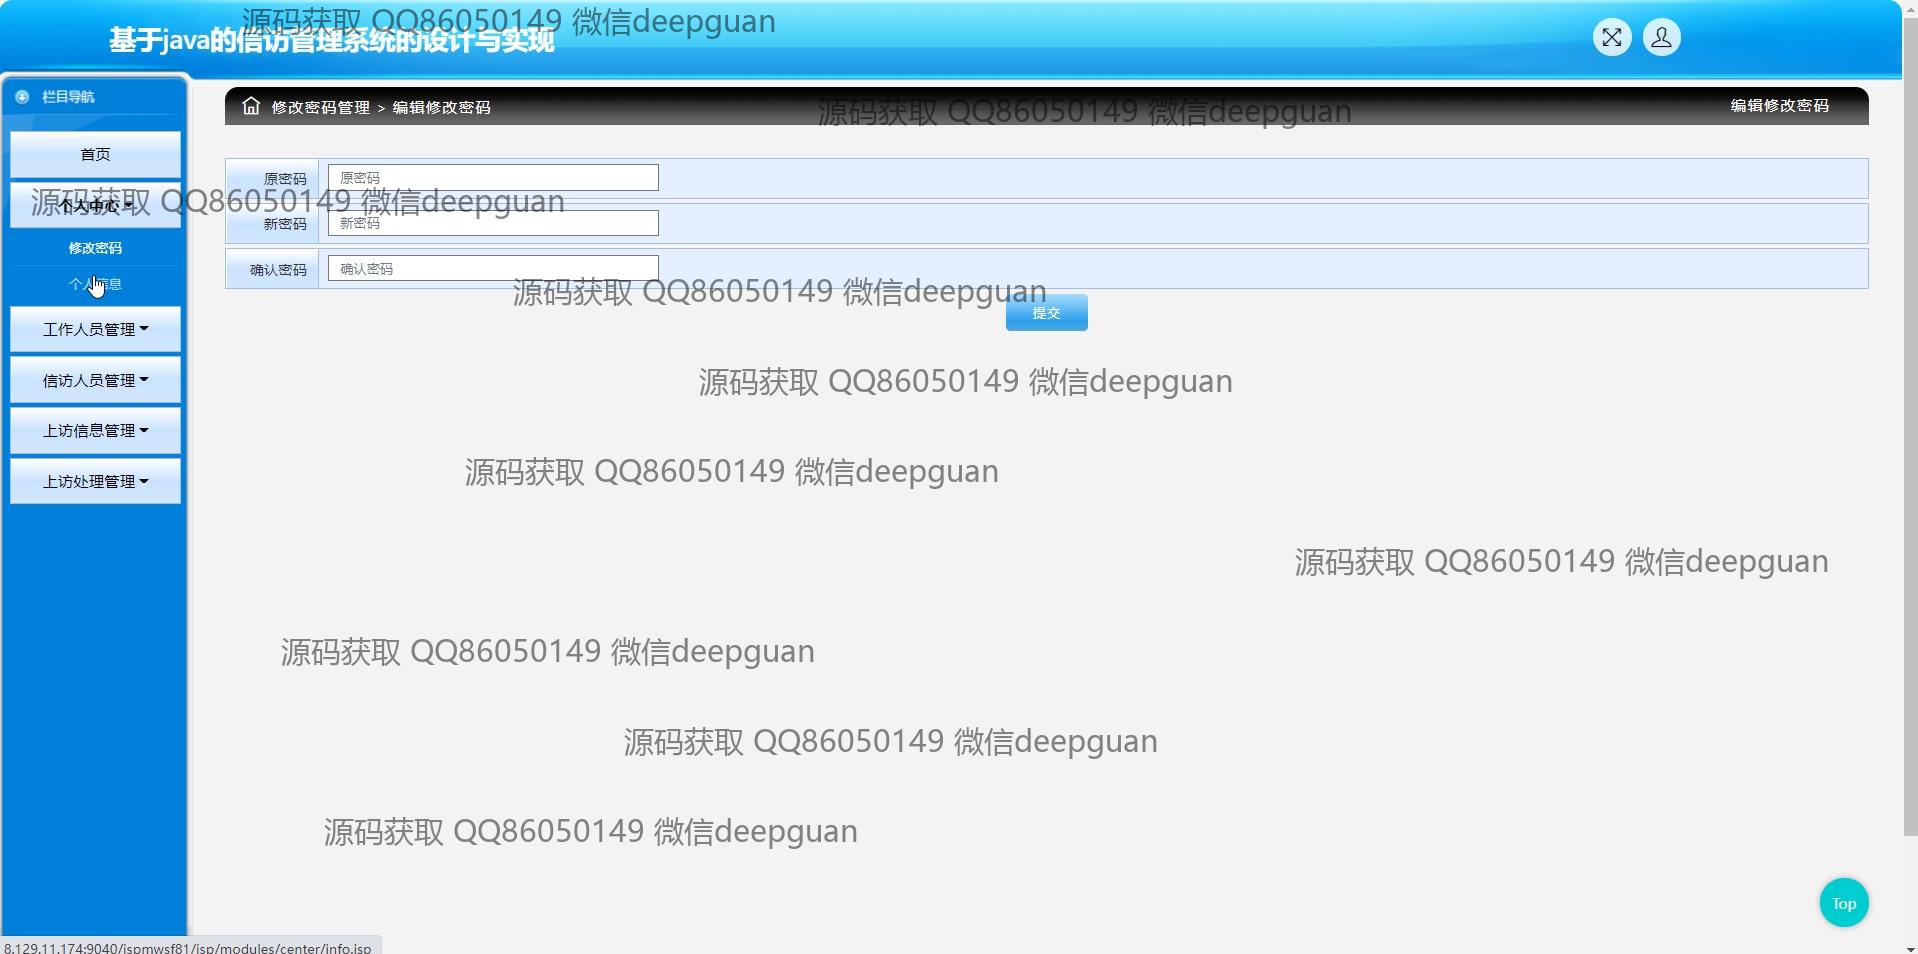 源码获取 QQ86050149 微信deepguan
基于java的信访管理系统的设计与实现
栏目导航
修改密码管理 > 编辑修改密码
源码获取 QQ86050149 微信deepguan
编辑修改密码
首页
原密码
原密码
个人中心
源码获取 QQ86050149 微信deepguan
新密码
新密码
修改密码
确认密码
确认密码
个人信息
源码获取 QQ86050149 微信deepguan
提交
工作人员管理
信访人员管理
源码获取 QQ86050149 微信deepguan
上访信息管理
源码获取 QQ86050149 微信deepguan
上访处理管理
源码获取 QQ86050149 微信deepguan
源码获取 QQ86050149 微信deepguan
源码获取 QQ86050149 微信deepguan
源码获取 QQ86050149 微信deepguan
Top
8.129.11.174:9040/jspmwsf81/jsp/modules/center/info.jsp